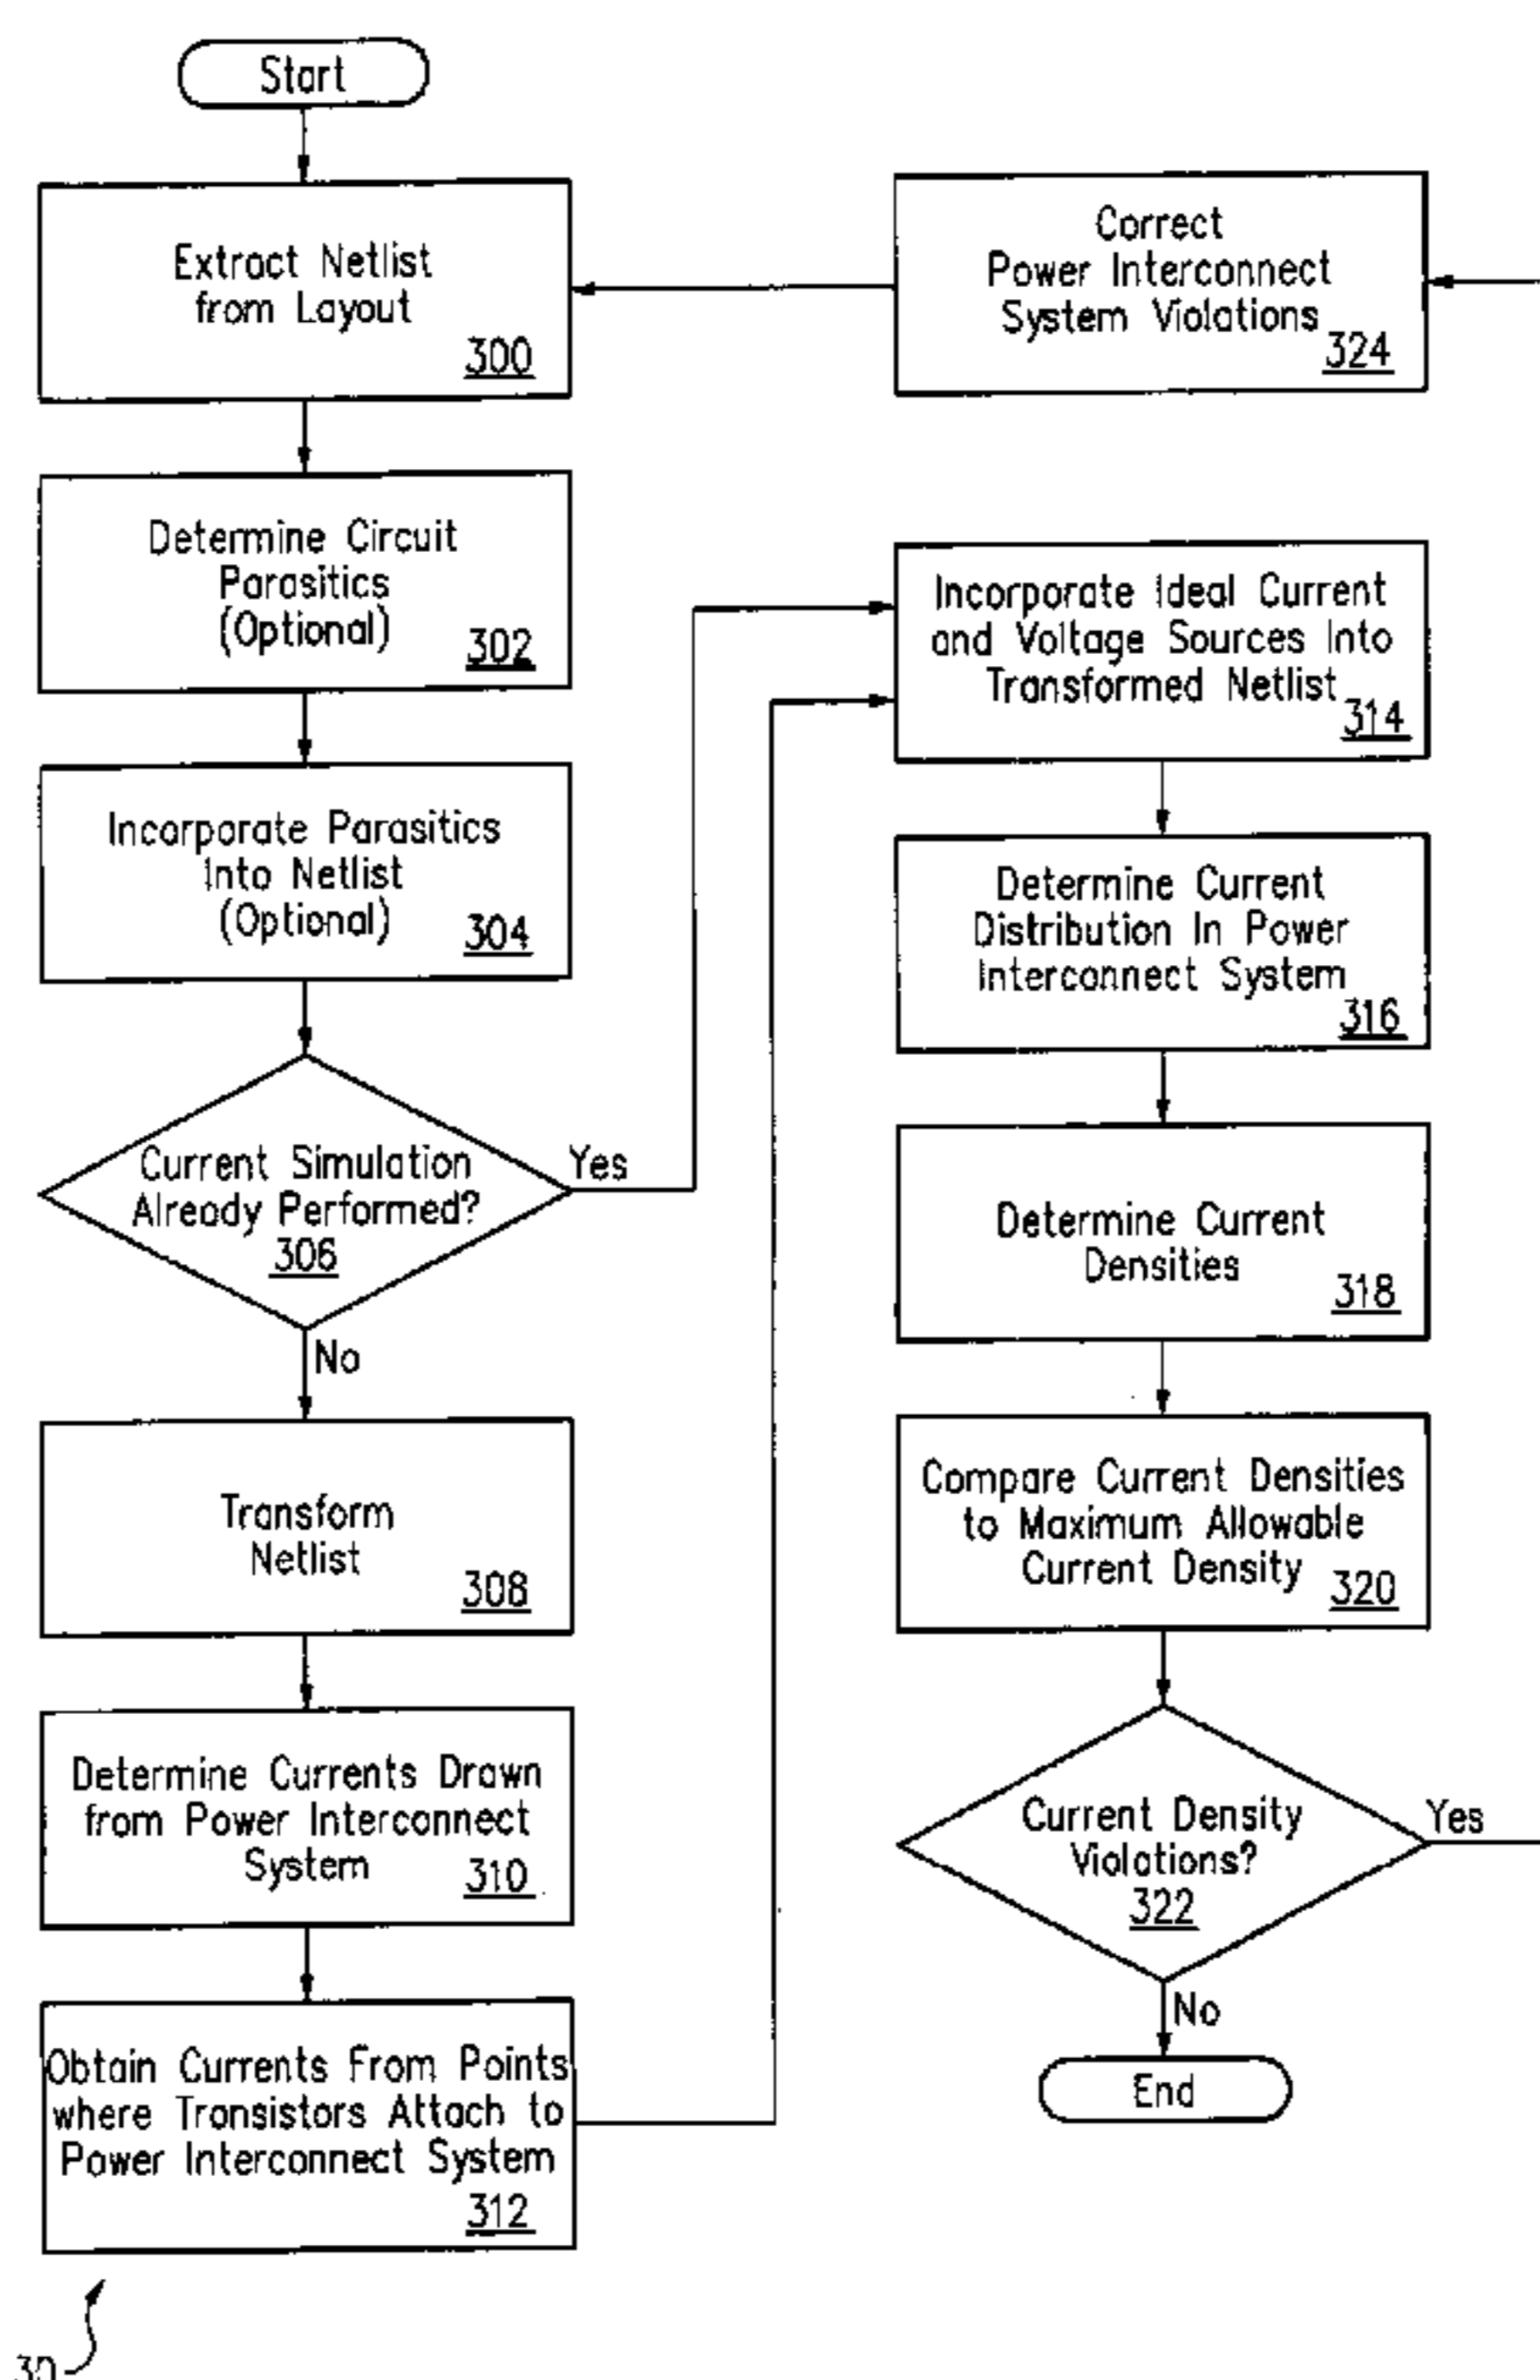 Start
Extract Netlist
from Layout
300
Determine Circuit
Parasitics
(Optional)
302
Incorporate Parasitics
Into Netlist
(Optional)
304
Current Simulation
Already Performed?
306
Yes
No
Transform
Netlist
308
Determine Currents Drawn
from Power Interconnect
System
310
Obtain Currents From Points
where Transistors Attach to
Power Interconnect System
312
30
Correct
Power Interconnect
System Violations
324
Incorporate Ideal Current
and Voltage Sources Into
Transformed Netlist
314
Determine Current
Distribution In Power
Interconnect System
316
Determine Current
Densities
318
Compare Current Densities
to Maximum Allowable
Current Density
320
Current Density
Violations?
322
Yes
No
End